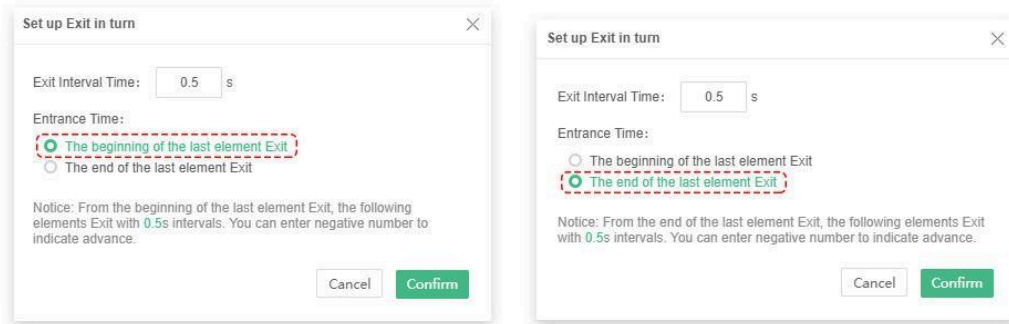 Set up Exit in turn
Exit Interval Time: 0.5 s
Entrance Time:
The beginning of the last element Exit
The end of the last element Exit
Notice: From the beginning of the last element Exit, the following
elements Exit with 0.5s intervals. You can enter negative number to
indicate advance.
Cancel Confirm
Set up Exit in turn
Exit Interval Time: 0.5 s
Entrance Time:
The beginning of the last element Exit
The end of the last element Exit
Notice: From the end of the last element Exit, the following elements Exit
with 0.5s intervals. You can enter negative number to indicate advance.
Cancel Confirm